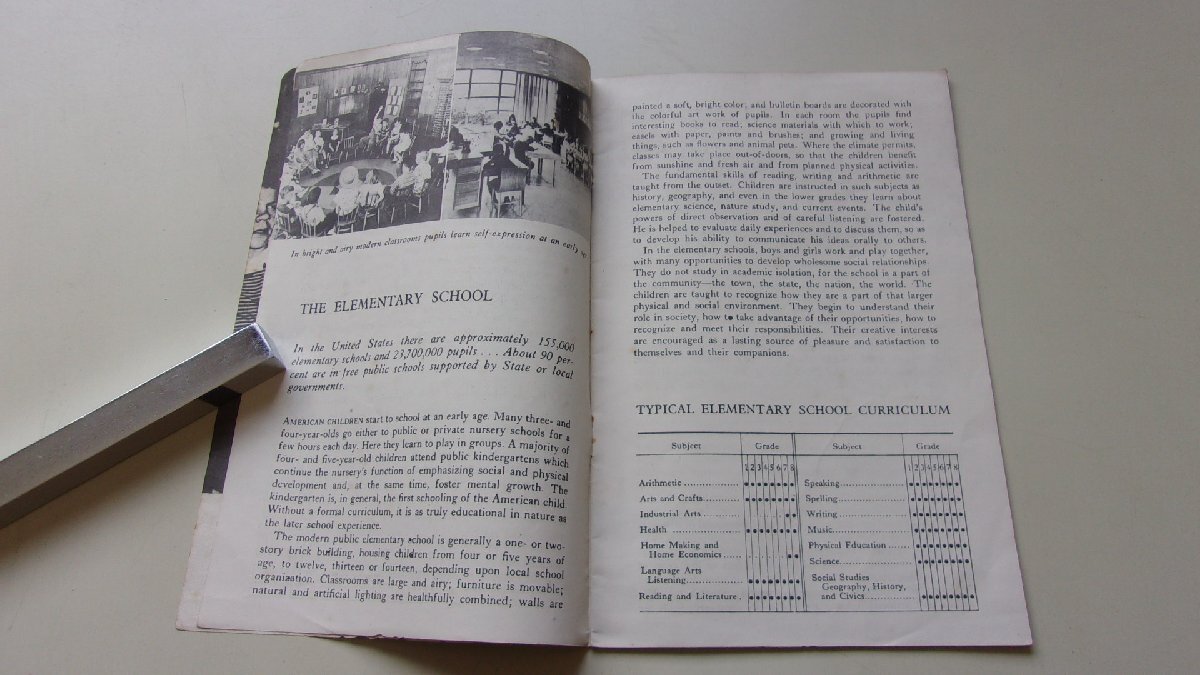 In bright and airy modern classrooms pupils learn self-expression at an early
THE ELEMENTARY SCHOOL
In the United States there are approximately 155,000
elementary schools and 23,100,000 pupils . . . About 90 per-
cent are in free public schools supported by State or local
governments.
AMERICAN CHILDREN start to school at an early age. Many three- and
four-year-olds go either to public or private nursery schools for a
few hours each day. Here they learn to play in groups. A majority of
four- and five-year-old children attend public kindergartens which
continue the nursery's function of emphasizing social and physical
development and, at the same time, foster mental growth. The
kindergarten is, in general, the first schooling of the American child
Without a formal curriculum, it is as truly educational in nature as
the later school experience.
The modern public elementary school is generally a one- or two-
story brick building, housing children from four or five years of
age, to twelve, thirteen or fourteen, depending upon local school
organization. Classrooms are large and airy; furniture is movable;
natural and artificial lighting are healthfully combined; walls are
painted a soft, bright color; and bulletin boards are decorated with
the colorful art work of pupils. In each room the pupils find
interesting books to read; science materials with which to work;
easels with paper, paints and brushes; and growing and living
things, such as flowers and animal pets. Where the climate permits,
classes may take place out-of-doors, so that the children benefit
from sunshine and fresh air and from planned physical activities.
The fundamental skills of reading, writing and arithmetic are
taught from the outset. Children are instructed in such subjects as
history, geography, and even in the lower grades they learn about
elementary science, nature study, and current events. The child's
powers of direct observation and of careful listening are fostered.
He is helped to evaluate daily experiences and to discuss them, so as
to develop his ability to communicate his ideas orally to others.
In the elementary schools, boys and girls work and play together,
with many opportunities to develop wholesome social relationships.
They do not study in academic isolation, for the school is a part of
the community—the town, the state, the nation, the world. The
children are taught to recognize how they are a part of that larger
physical and social environment. They begin to understand their
role in society, how to take advantage of their opportunities, how to
recognize and meet their responsibilities. Their creative interests
are encouraged as a lasting source of pleasure and satisfaction to
themselves and their companions.
TYPICAL ELEMENTARY SCHOOL CURRICULUM
Subject Grade Subject Grade
1 2 3 4 5 6 7 8 1 2 3 4 5 6 7 8
Arithmetic Speaking
Arts and Crafts Spelling
Industrial Arts Writing
Health Music
Home Making and Physical Education
Home Economics Science
Language Arts Social Studies
Listening Geography, History,
Reading and Literature and Civics